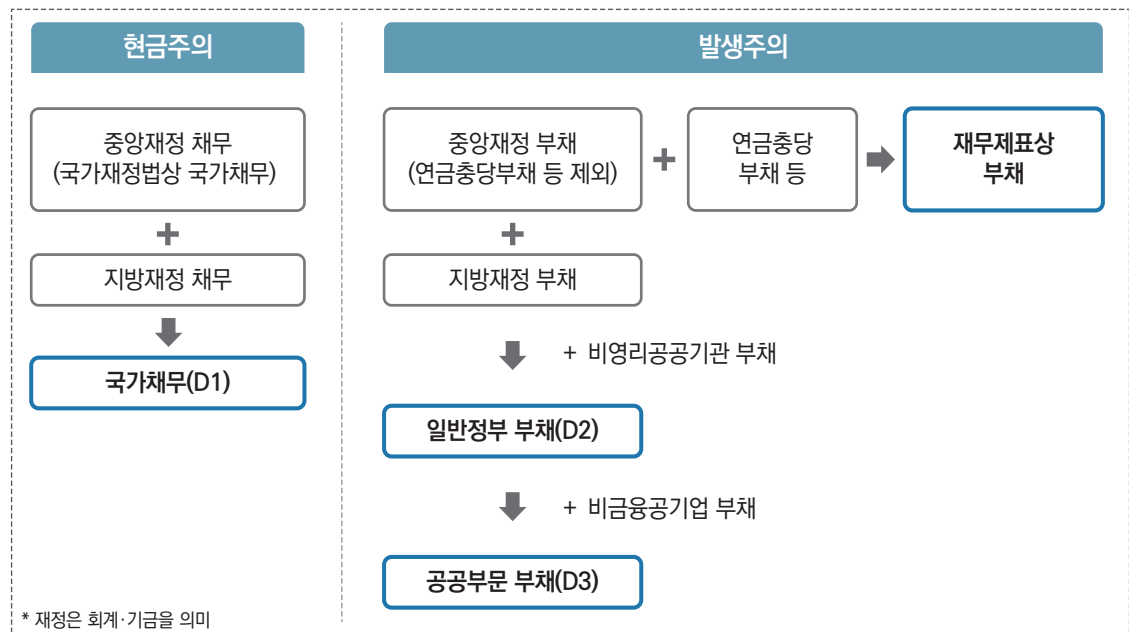 현금주의
중앙재정 채무
(국가재정법상 국가채무)
+
지방재정 채무
국가채무(D1)
* 재정은 회계·기금을 의미
발생주의
중앙재정 부채
(연금충당부채 등 제외)
+
연금충당
부채 등
재무제표상
부채
+
지방재정 부채
+ 비영리공공기관 부채
일반정부 부채(D2)
+ 비금융공기업 부채
공공부문 부채(D3)